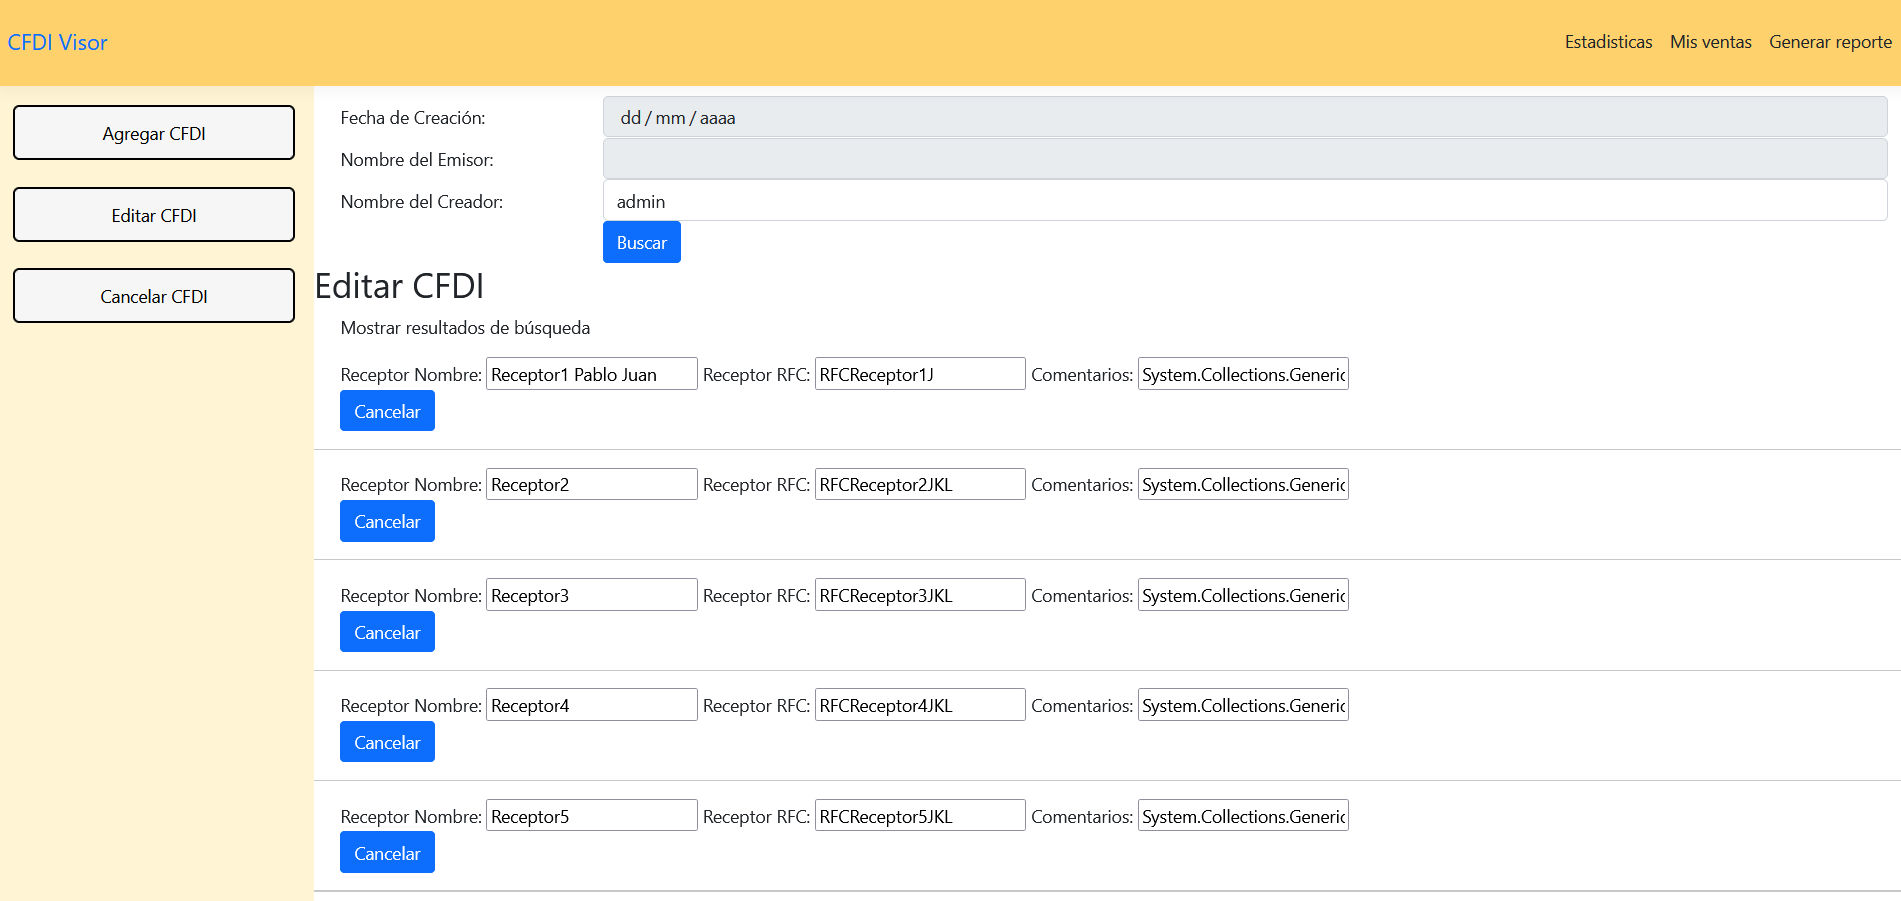 CFDI Visor
Estadisticas Mis ventas Generar reporte
Agregar CFDI
Editar CFDI
Cancelar CFDI
Fecha de Creación: dd / mm / aaaa
Nombre del Emisor:
Nombre del Creador: admin
Buscar
Editar CFDI
Mostrar resultados de búsqueda
Receptor Nombre: Receptor1 Pablo Juan Receptor RFC: RFCReceptor1J Comentarios: System.Collections.Generic
Cancelar
Receptor Nombre: Receptor2 Receptor RFC: RFCReceptor2JKL Comentarios: System.Collections.Generic
Cancelar
Receptor Nombre: Receptor3 Receptor RFC: RFCReceptor3JKL Comentarios: System.Collections.Generic
Cancelar
Receptor Nombre: Receptor4 Receptor RFC: RFCReceptor4JKL Comentarios: System.Collections.Generic
Cancelar
Receptor Nombre: Receptor5 Receptor RFC: RFCReceptor5JKL Comentarios: System.Collections.Generic
Cancelar